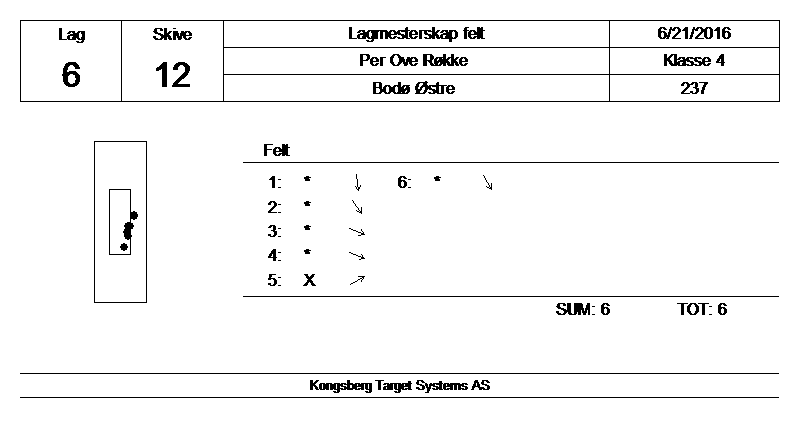 Lag Skive Lagmesterskap felt 6/21/2016
6 12 Per Ove Røkke Klasse 4
Bodø Østre 237
Felt
1: * 6: *
2: *
3: *
4: *
5: X
SUM: 6 TOT: 6
Kongsberg Target Systems AS